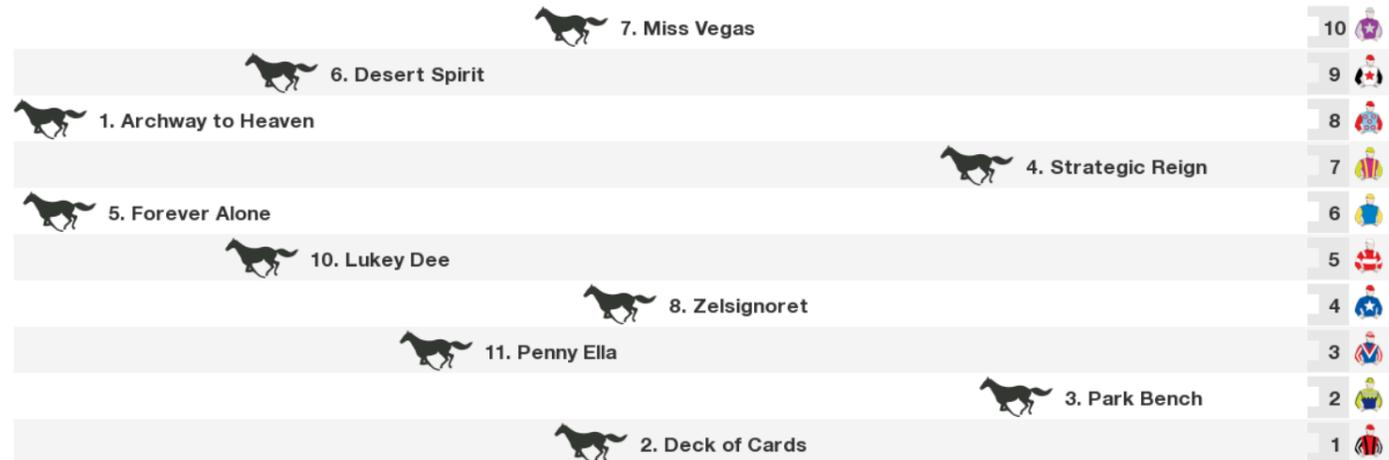 7. Miss Vegas 10
6. Desert Spirit 9
1. Archway to Heaven 8
4. Strategic Reign 7
5. Forever Alone 6
10. Lukey Dee 5
8. Zelsignoret 4
11. Penny Ella 3
3. Park Bench 2
2. Deck of Cards 1